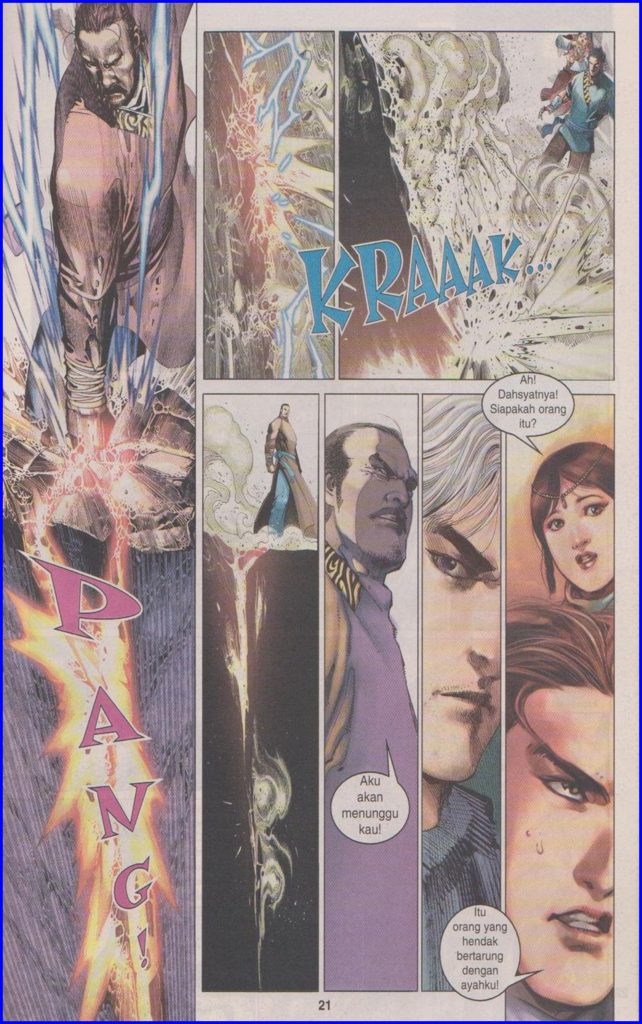 PANG!
KRAAAK...
Ah!
Dahsyatnya!
Siapakah orang
itu?
Aku
akan
menunggu
kau!
Itu
orang yang
hendak
bertarung
dengan
ayahku!
21